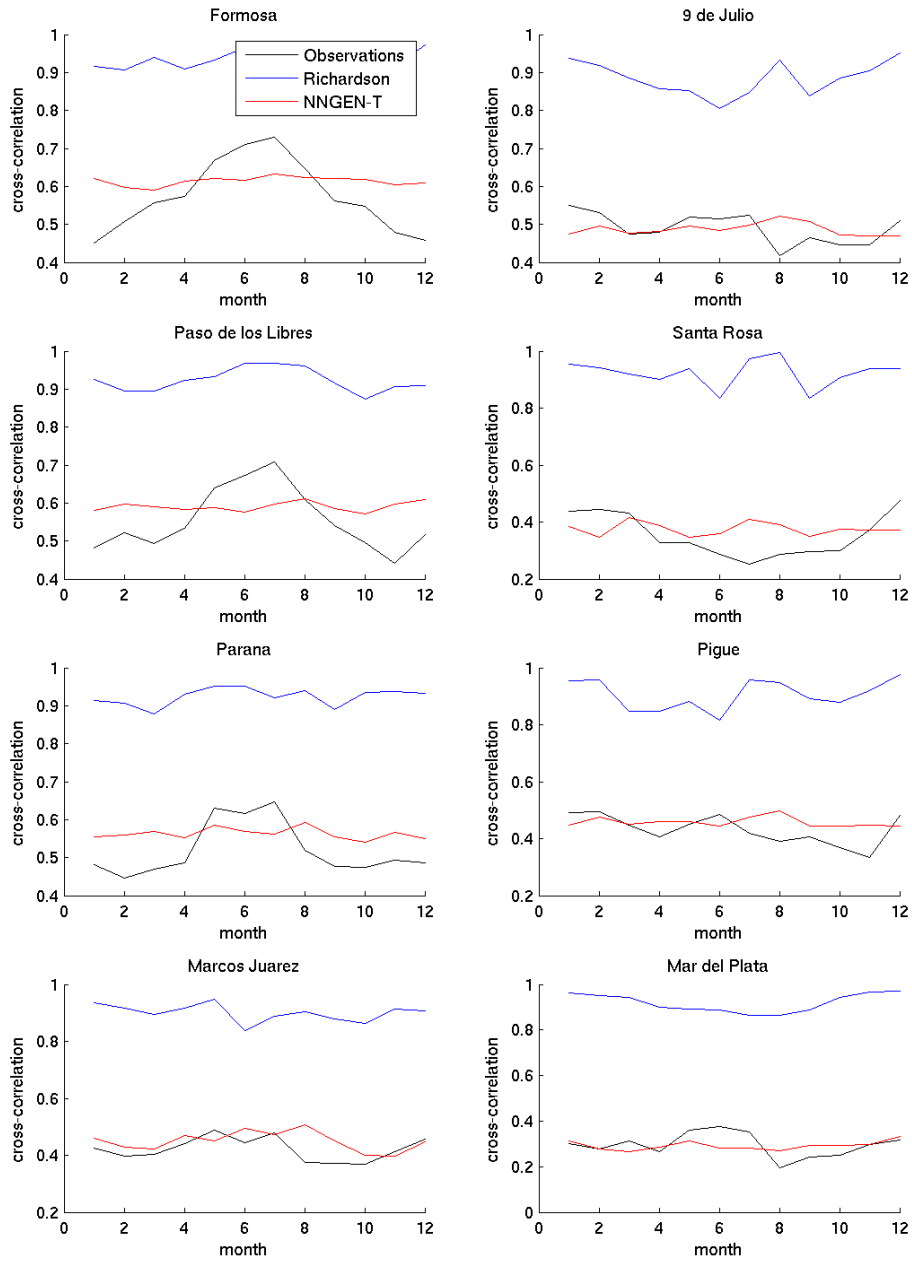 Formosa
1
0.9
0.8
0.7
0.6
0.5
0.4
0 2 4 6 8 10 12
month
cross-correlation
Observations
Richardson
NNGEN-T
9 de Julio
1
0.9
0.8
0.7
0.6
0.5
0.4
0 2 4 6 8 10 12
month
cross-correlation
Paso de los Libres
1
0.9
0.8
0.7
0.6
0.5
0.4
0 2 4 6 8 10 12
month
cross-correlation
Santa Rosa
1
0.8
0.6
0.4
0.2
0 2 4 6 8 10 12
month
cross-correlation
Parana
1
0.9
0.8
0.7
0.6
0.5
0.4
0 2 4 6 8 10 12
month
cross-correlation
Pigue
1
0.8
0.6
0.4
0.2
0 2 4 6 8 10 12
month
cross-correlation
Marcos Juarez
1
0.8
0.6
0.4
0.2
0 2 4 6 8 10 12
month
cross-correlation
Mar del Plata
1
0.8
0.6
0.4
0.2
0
0 2 4 6 8 10 12
month
cross-correlation